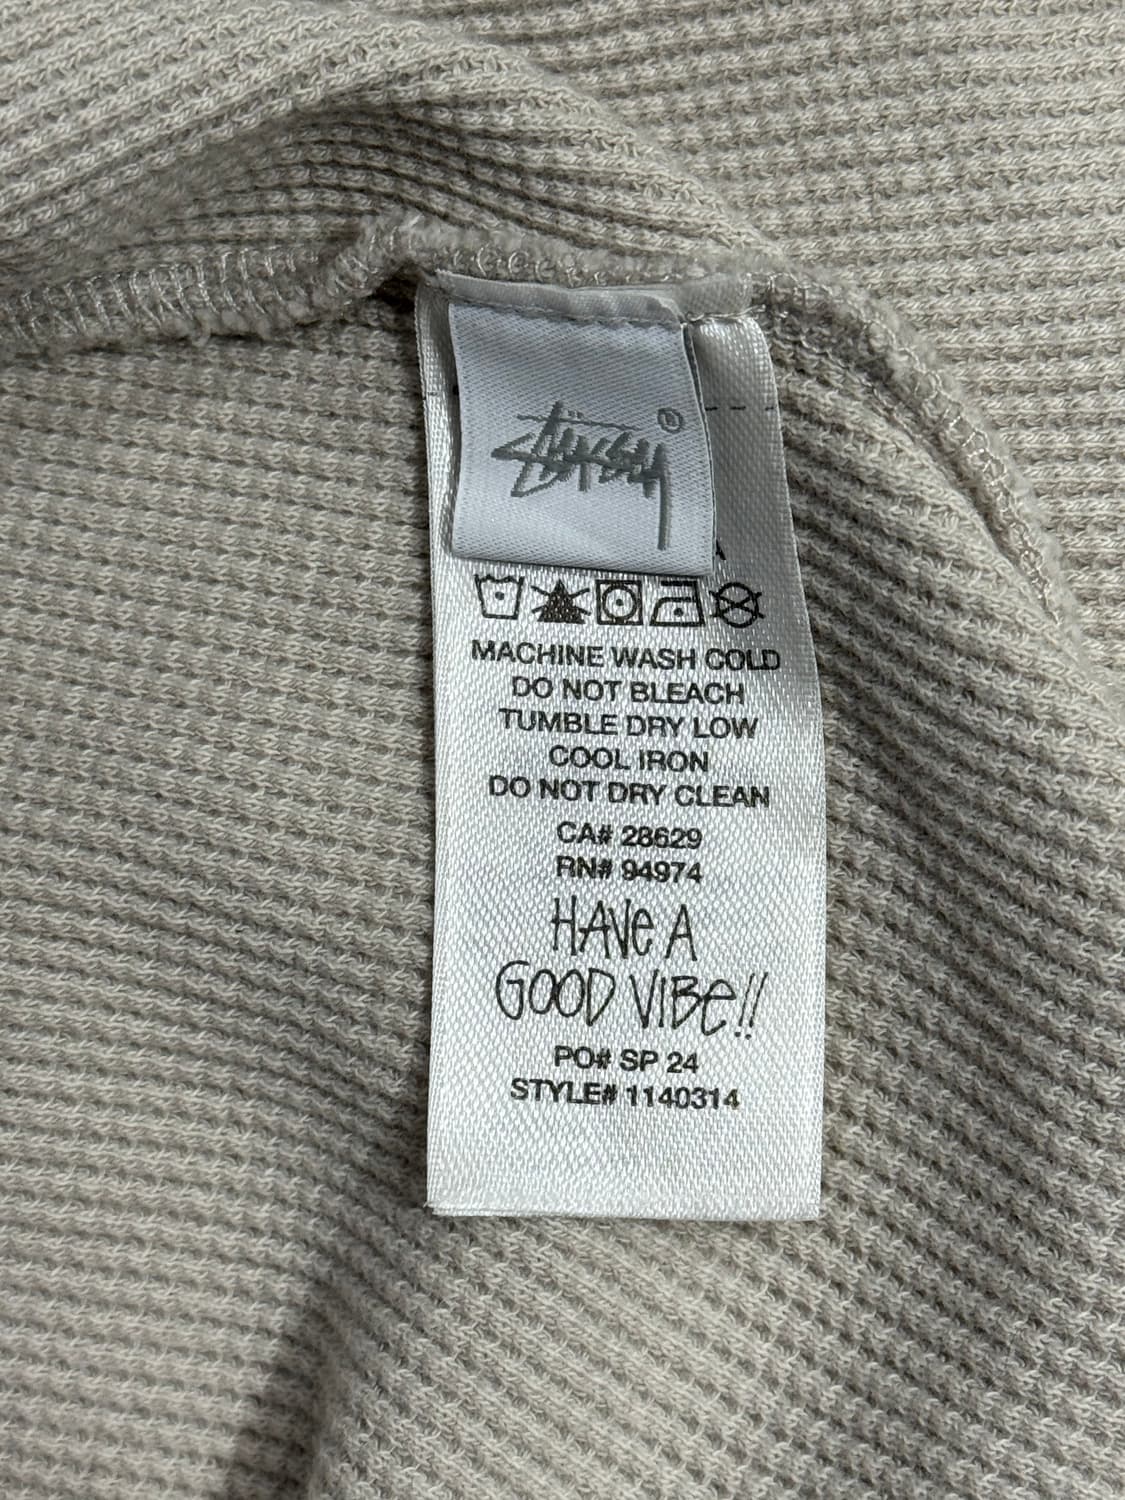 STÜSSY ®
A
MACHINE WASH COLD
DO NOT BLEACH
TUMBLE DRY LOW
COOL IRON
DO NOT DRY CLEAN
CA# 28629
RN# 94974
HAVe A
GOOD VIBe!!
PO# SP 24
STYLE# 1140314